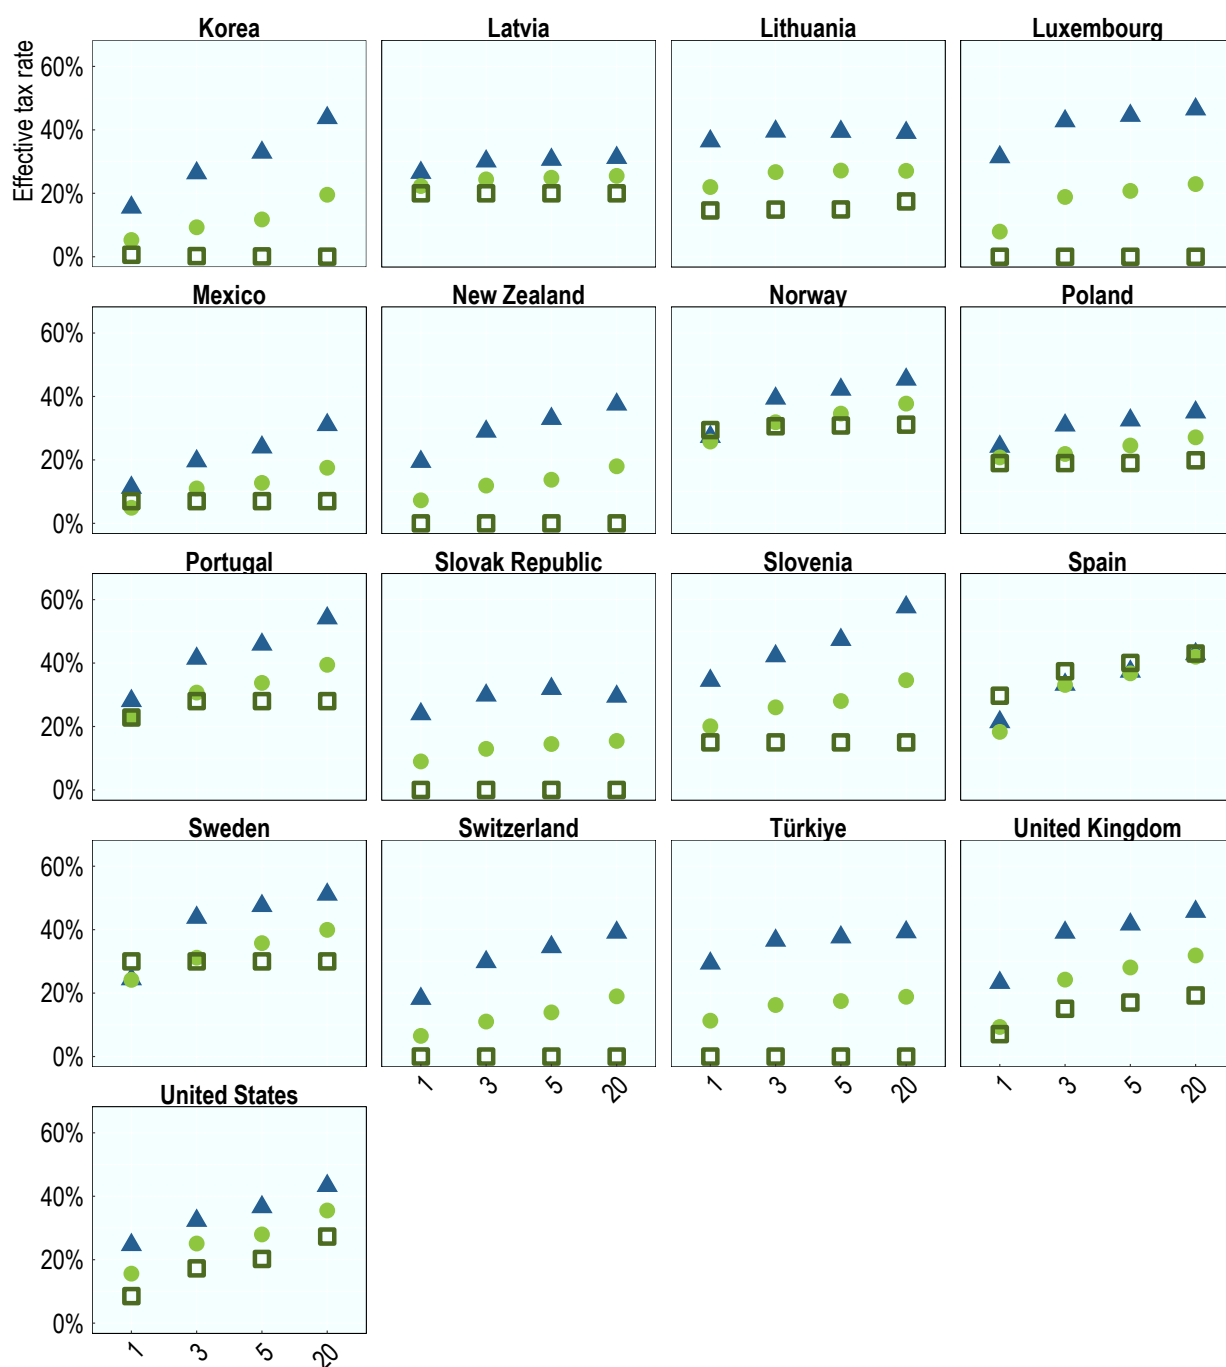 Korea Latvia Lithuania Luxembourg
Effective tax rate
60%
40%
20%
0%
Mexico New Zealand Norway Poland
60%
40%
20%
0%
Portugal Slovak Republic Slovenia Spain
60%
40%
20%
0%
Sweden Switzerland Türkiye United Kingdom
60%
40%
20%
0%
1 3 5 20 1 3 5 20 1 3 5 20
United States
60%
40%
20%
0%
1 3 5 20